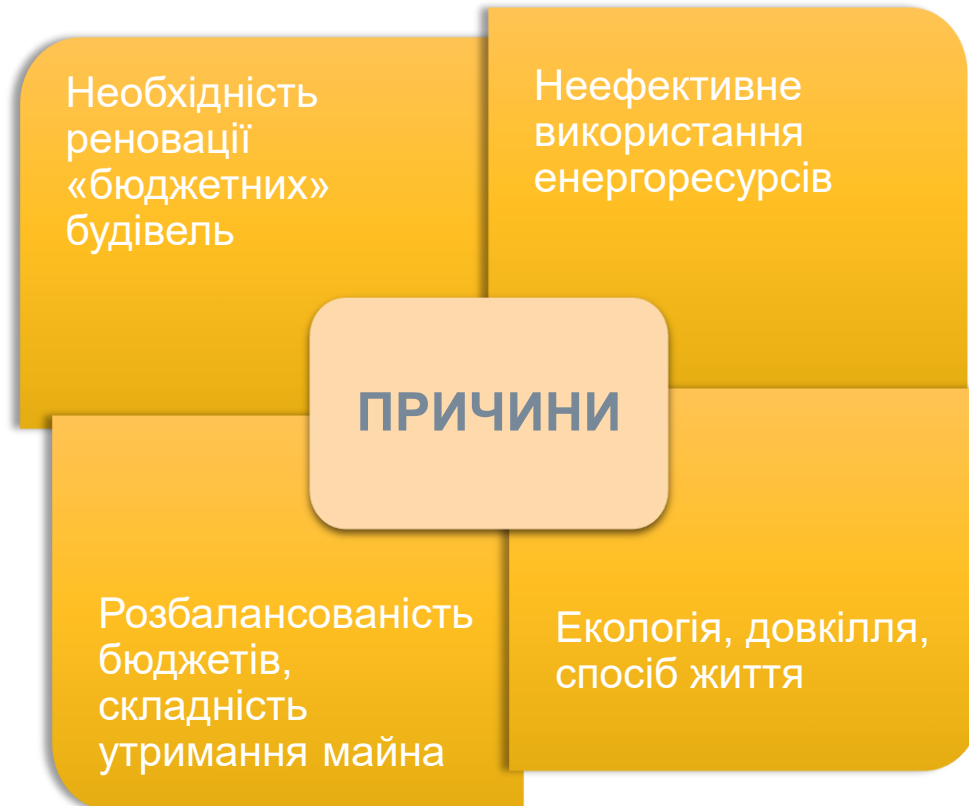 Необхідність
реновації
«бюджетних»
будівель
Неефективне
використання
енергоресурсів
ПРИЧИНИ
Розбалансованість
бюджетів,
складність
утримання майна
Екологія, довкілля,
спосіб життя